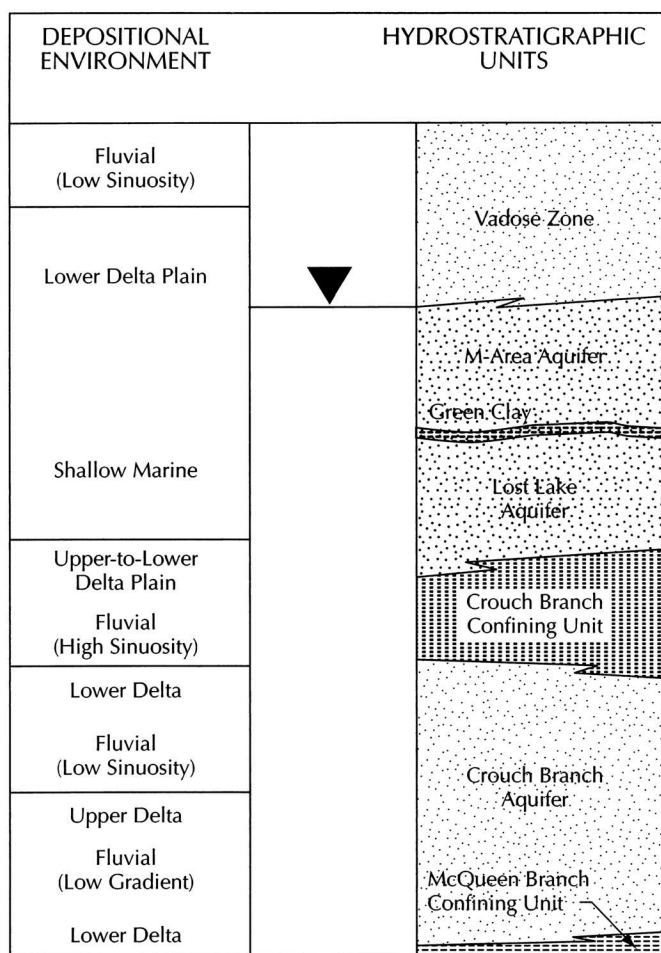 DEPOSITIONAL
ENVIRONMENT
HYDROSTRATIGRAPHIC
UNITS
Fluvial
(Low Sinuosity)
Lower Delta Plain
Shallow Marine
Upper-to-Lower
Delta Plain
Fluvial
(High Sinuosity)
Lower Delta
Fluvial
(Low Sinuosity)
Upper Delta
Fluvial
(Low Gradient)
Lower Delta
Vadose Zone
M-Area Aquifer
Green Clay
Lost Lake
Aquifer
Crouch Branch
Confining Unit
Crouch Branch
Aquifer
McQueen Branch
Confining Unit